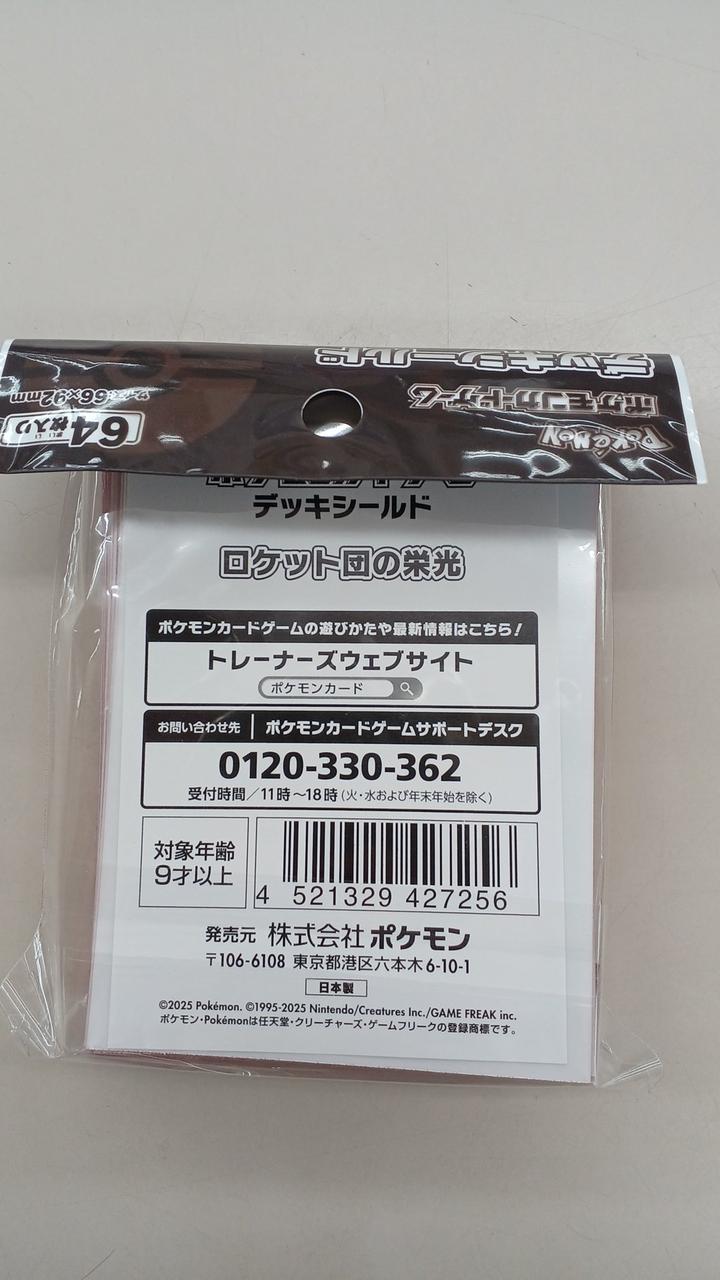 デッキシールド
ポケモンカードゲーム
POKéMON
サイズ:66×92mm
64枚入り
まい い
デッキシールド
ロケット団の栄光
ポケモンカードゲームの遊びかたや最新情報はこちら！
トレーナーズウェブサイト
ポケモンカード
お問い合わせ先 ポケモンカードゲームサポートデスク
0120-330-362
受付時間／11時〜18時(火・水および年末年始を除く)
対象年齢
9才以上
4 521329 427256
発売元 株式会社ポケモン
〒106-6108 東京都港区六本木6-10-1
日本製
©2025 Pokémon. ©1995-2025 Nintendo/Creatures Inc./GAME FREAK inc.
ポケモン・Pokémonは任天堂・クリーチャーズ・ゲームフリークの登録商標です。